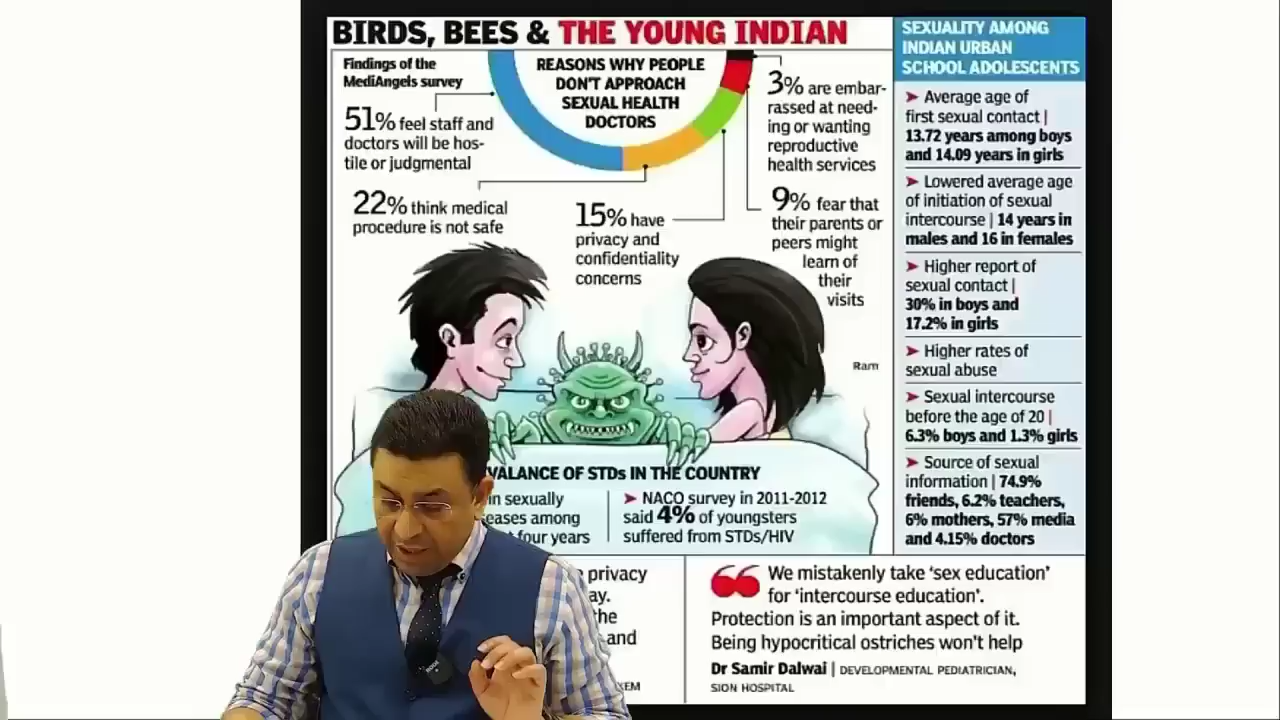 BIRDS, BEES & THE YOUNG INDIAN
Findings of the
MediAngels survey
51% feel staff and
doctors will be hos-
tile or judgmental
REASONS WHY PEOPLE
DON'T APPROACH
SEXUAL HEALTH
DOCTORS
3% are embar-
rassed at need-
ing or wanting
reproductive
health services
22% think medical
procedure is not safe
15% have
privacy and
confidentiality
concerns
9% fear that
their parents or
peers might
learn of
their
visits
Ram
VALANCE OF STDs IN THE COUNTRY
in sexually
eases among
four years
➤ NACO survey in 2011-2012
said 4% of youngsters
suffered from STDs/HIV
privacy
ay.
the
and
KEM
We mistakenly take 'sex education'
for 'intercourse education'.
Protection is an important aspect of it.
Being hypocritical ostriches won't help
Dr Samir Dalwai | DEVELOPMENTAL PEDIATRICIAN,
SION HOSPITAL
SEXUALITY AMONG
INDIAN URBAN
SCHOOL ADOLESCENTS
➤ Average age of
first sexual contact |
13.72 years among boys
and 14.09 years in girls
➤ Lowered average age
of initiation of sexual
intercourse | 14 years in
males and 16 in females
➤ Higher report of
sexual contact |
30% in boys and
17.2% in girls
➤ Higher rates of
sexual abuse
➤ Sexual intercourse
before the age of 20 |
6.3% boys and 1.3% girls
➤ Source of sexual
information | 74.9%
friends, 6.2% teachers,
6% mothers, 57% media
and 4.15% doctors
RODE